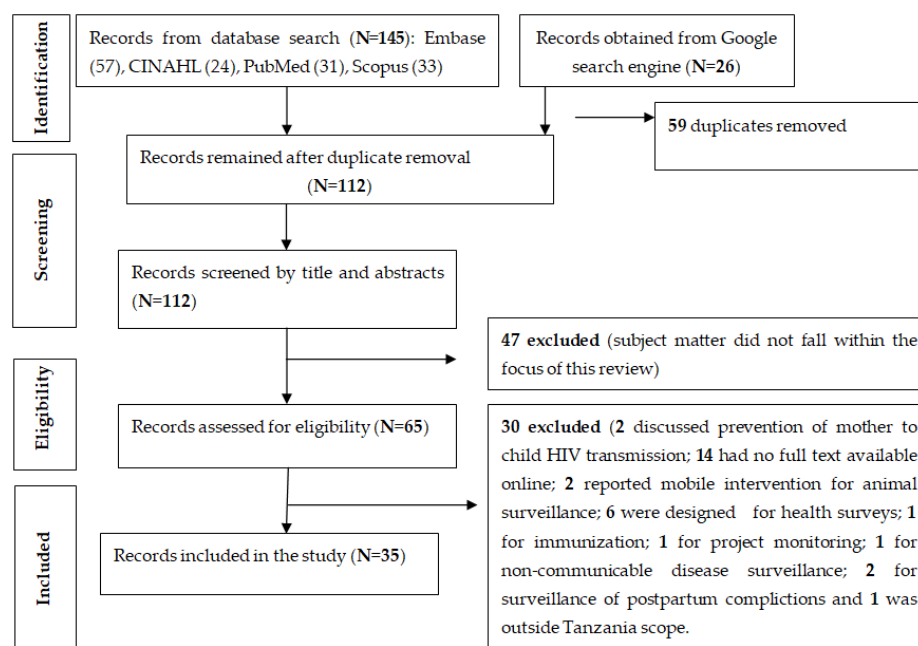 Identification
Records from database search (N=145): Embase
(57), CINAHL (24), PubMed (31), Scopus (33)
Records obtained from Google
search engine (N=26)
59 duplicates removed
Screening
Records remained after duplicate removal
(N=112)
Records screened by title and abstracts
(N=112)
47 excluded (subject matter did not fall within the
focus of this review)
Eligibility
Records assessed for eligibility (N=65)
30 excluded (2 discussed prevention of mother to
child HIV transmission; 14 had no full text available
online; 2 reported mobile intervention for animal
surveillance; 6 were designed for health surveys; 1
for immunization; 1 for project monitoring; 1 for
non-communicable disease surveillance; 2 for
surveillance of postpartum complictions and 1 was
outside Tanzania scope.
Included
Records included in the study (N=35)